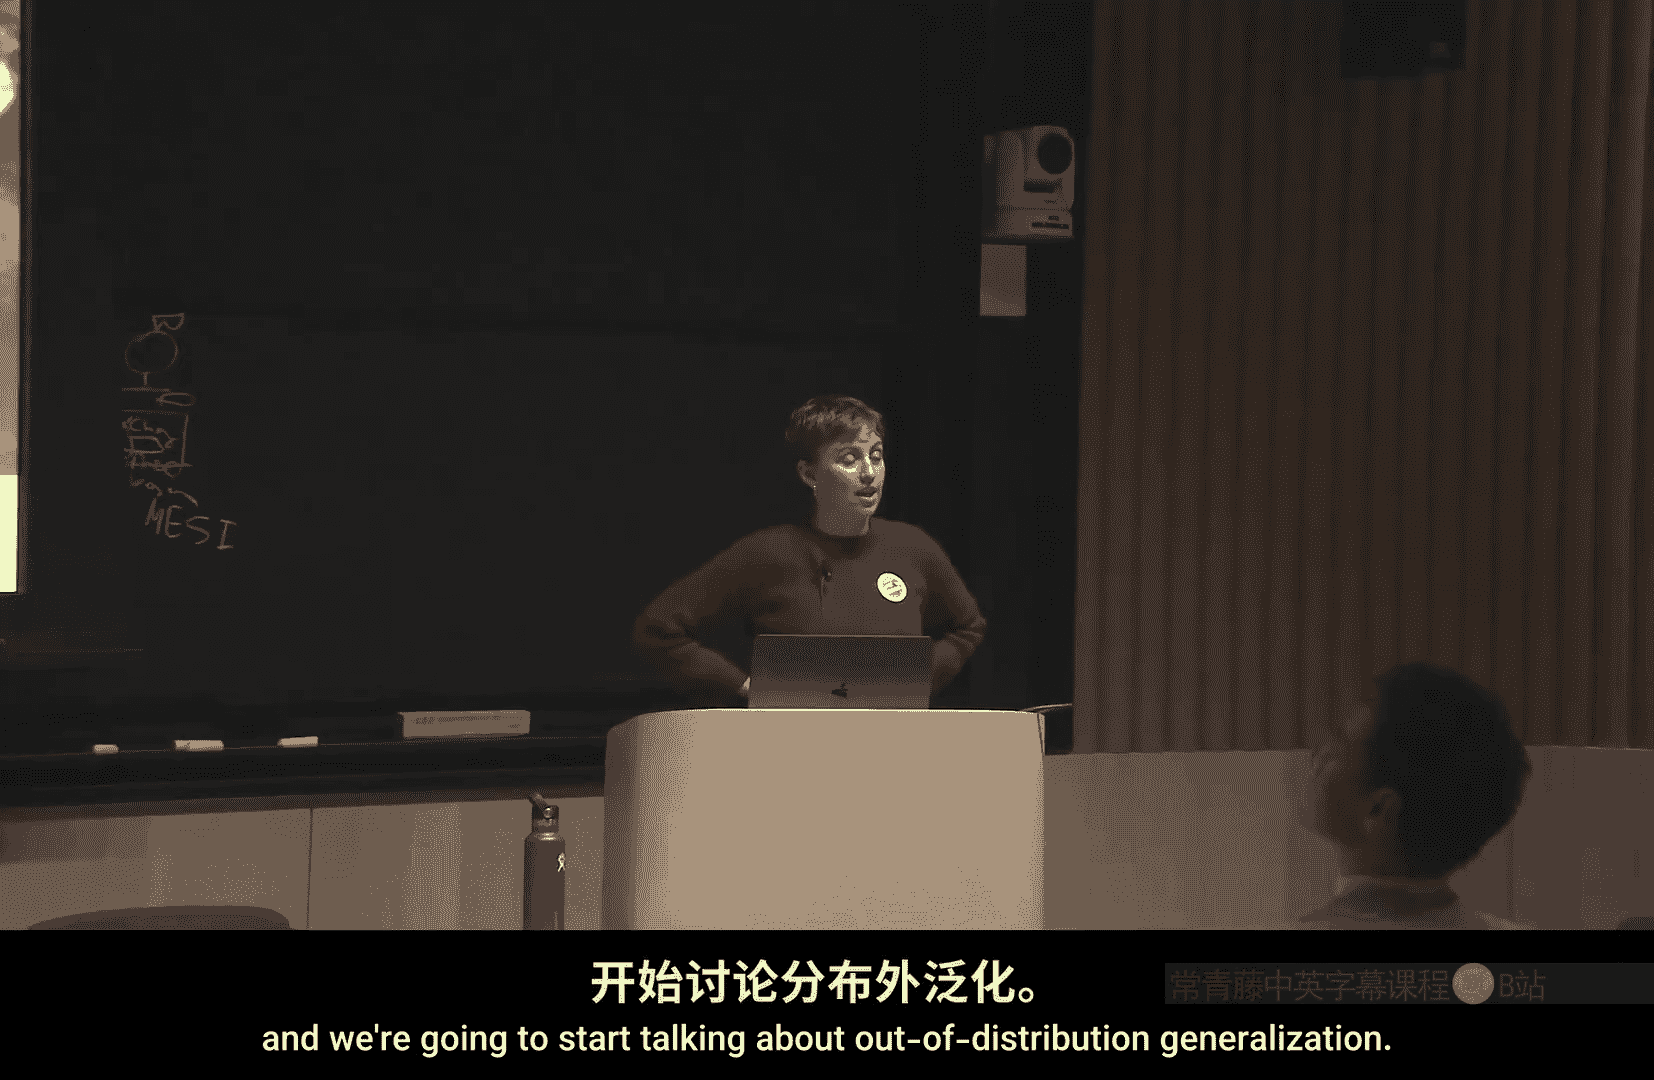 MESI
开始讨论分布外泛化。
常青藤中英字幕课程 B站
and we're going to start talking about out-of-distribution generalization.